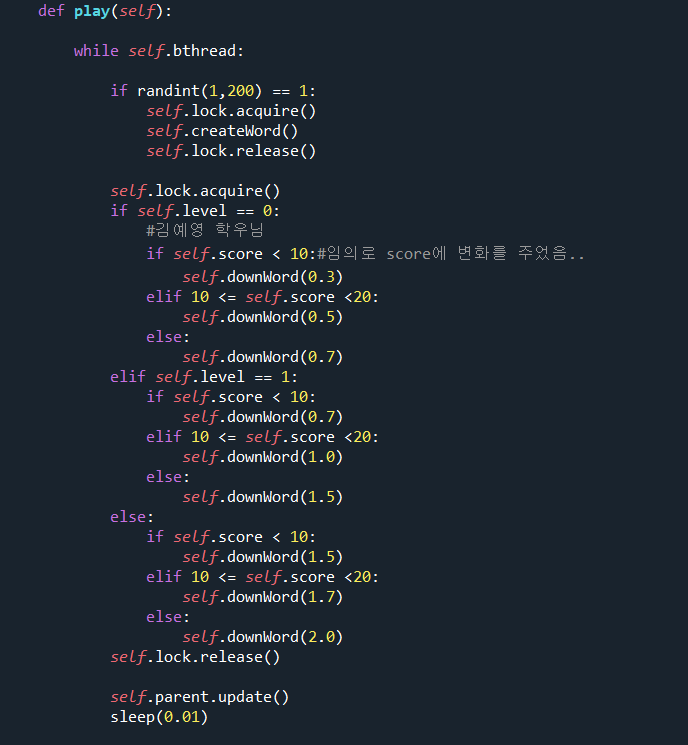 def play(self):
while self.bthread:
if randint(1,200) == 1:
self.lock.acquire()
self.createWord()
self.lock.release()
self.lock.acquire()
if self.level == 0:
#김예영 학우님
if self.score < 10:#임의로 score에 변화를 주었음..
self.downWord(0.3)
elif 10 <= self.score <20:
self.downWord(0.5)
else:
self.downWord(0.7)
elif self.level == 1:
if self.score < 10:
self.downWord(0.7)
elif 10 <= self.score <20:
self.downWord(1.0)
else:
self.downWord(1.5)
else:
if self.score < 10:
self.downWord(1.5)
elif 10 <= self.score <20:
self.downWord(1.7)
else:
self.downWord(2.0)
self.lock.release()
self.parent.update()
sleep(0.01)